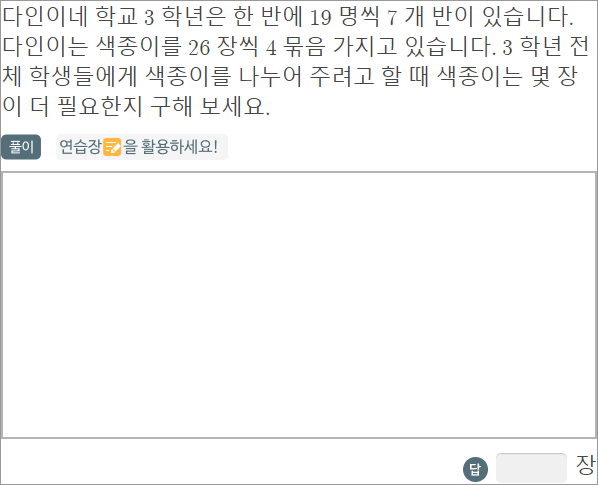 다인이네 학교 3 학년은 한 반에 19 명씩 7 개 반이 있습니다.
다인이는 색종이를 26 장씩 4 묶음 가지고 있습니다. 3 학년 전
체 학생들에게 색종이를 나누어 주려고 할 때 색종이는 몇 장
이 더 필요한지 구해 보세요.
풀이 연습장을 활용하세요!
답 장